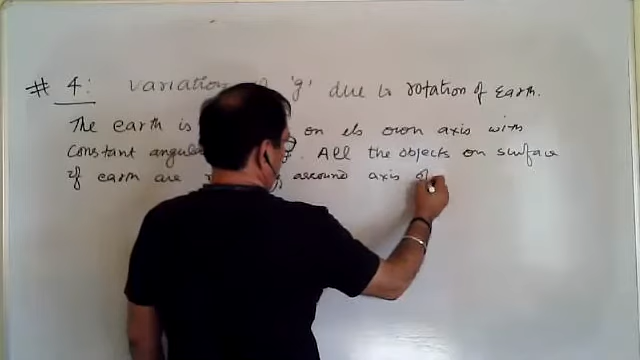 # 4: variation 'g' due to rotation of Earth.
The earth is on its own axis with
Constant angular . All the objects on surface
of earth are around axis of